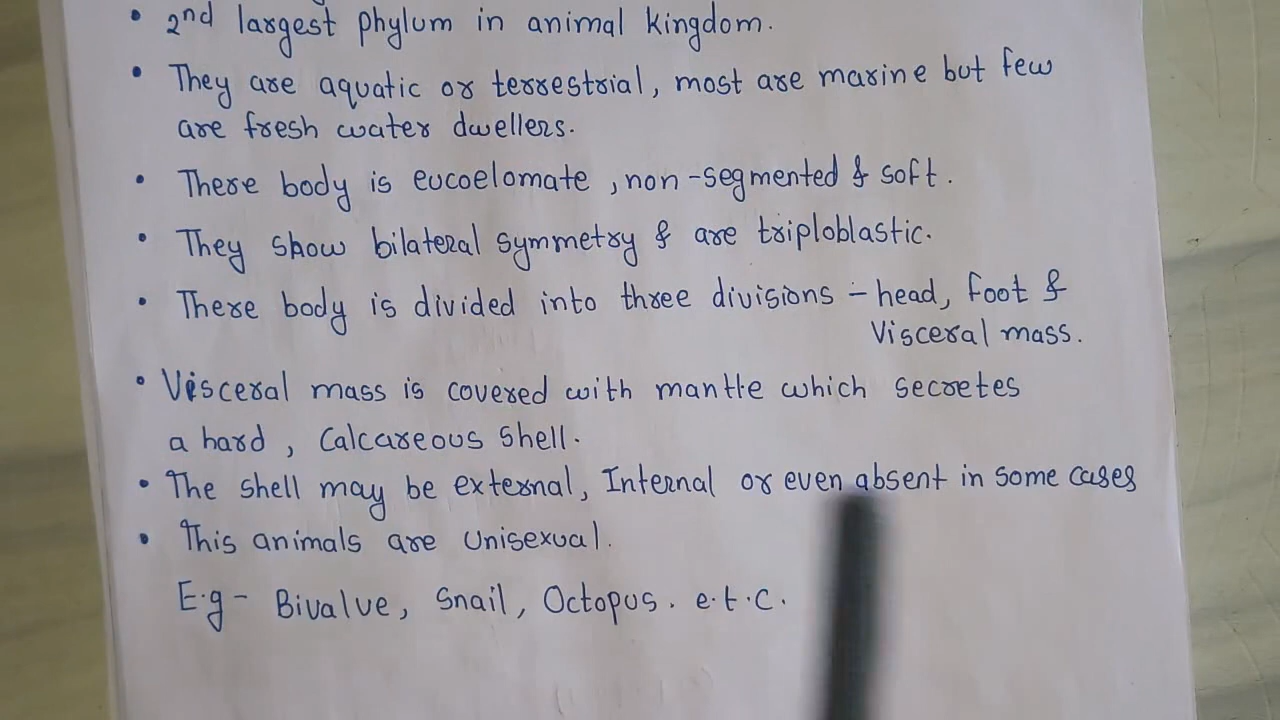 • 2nd largest phylum in animal kingdom.
• They are aquatic or terrestrial, most are marine but few
are fresh water dwellers.
• There body is eucoelomate, non-segmented & soft.
• They show bilateral symmetry & are triploblastic.
• There body is divided into three divisions – head, foot &
Visceral mass.
• Visceral mass is covered with mantle which secretes
a hard, Calcareous shell.
• The shell may be external, Internal or even absent in some cases
• This animals are Unisexual.
E.g – Bivalve, Snail, Octopus. e.t.c.